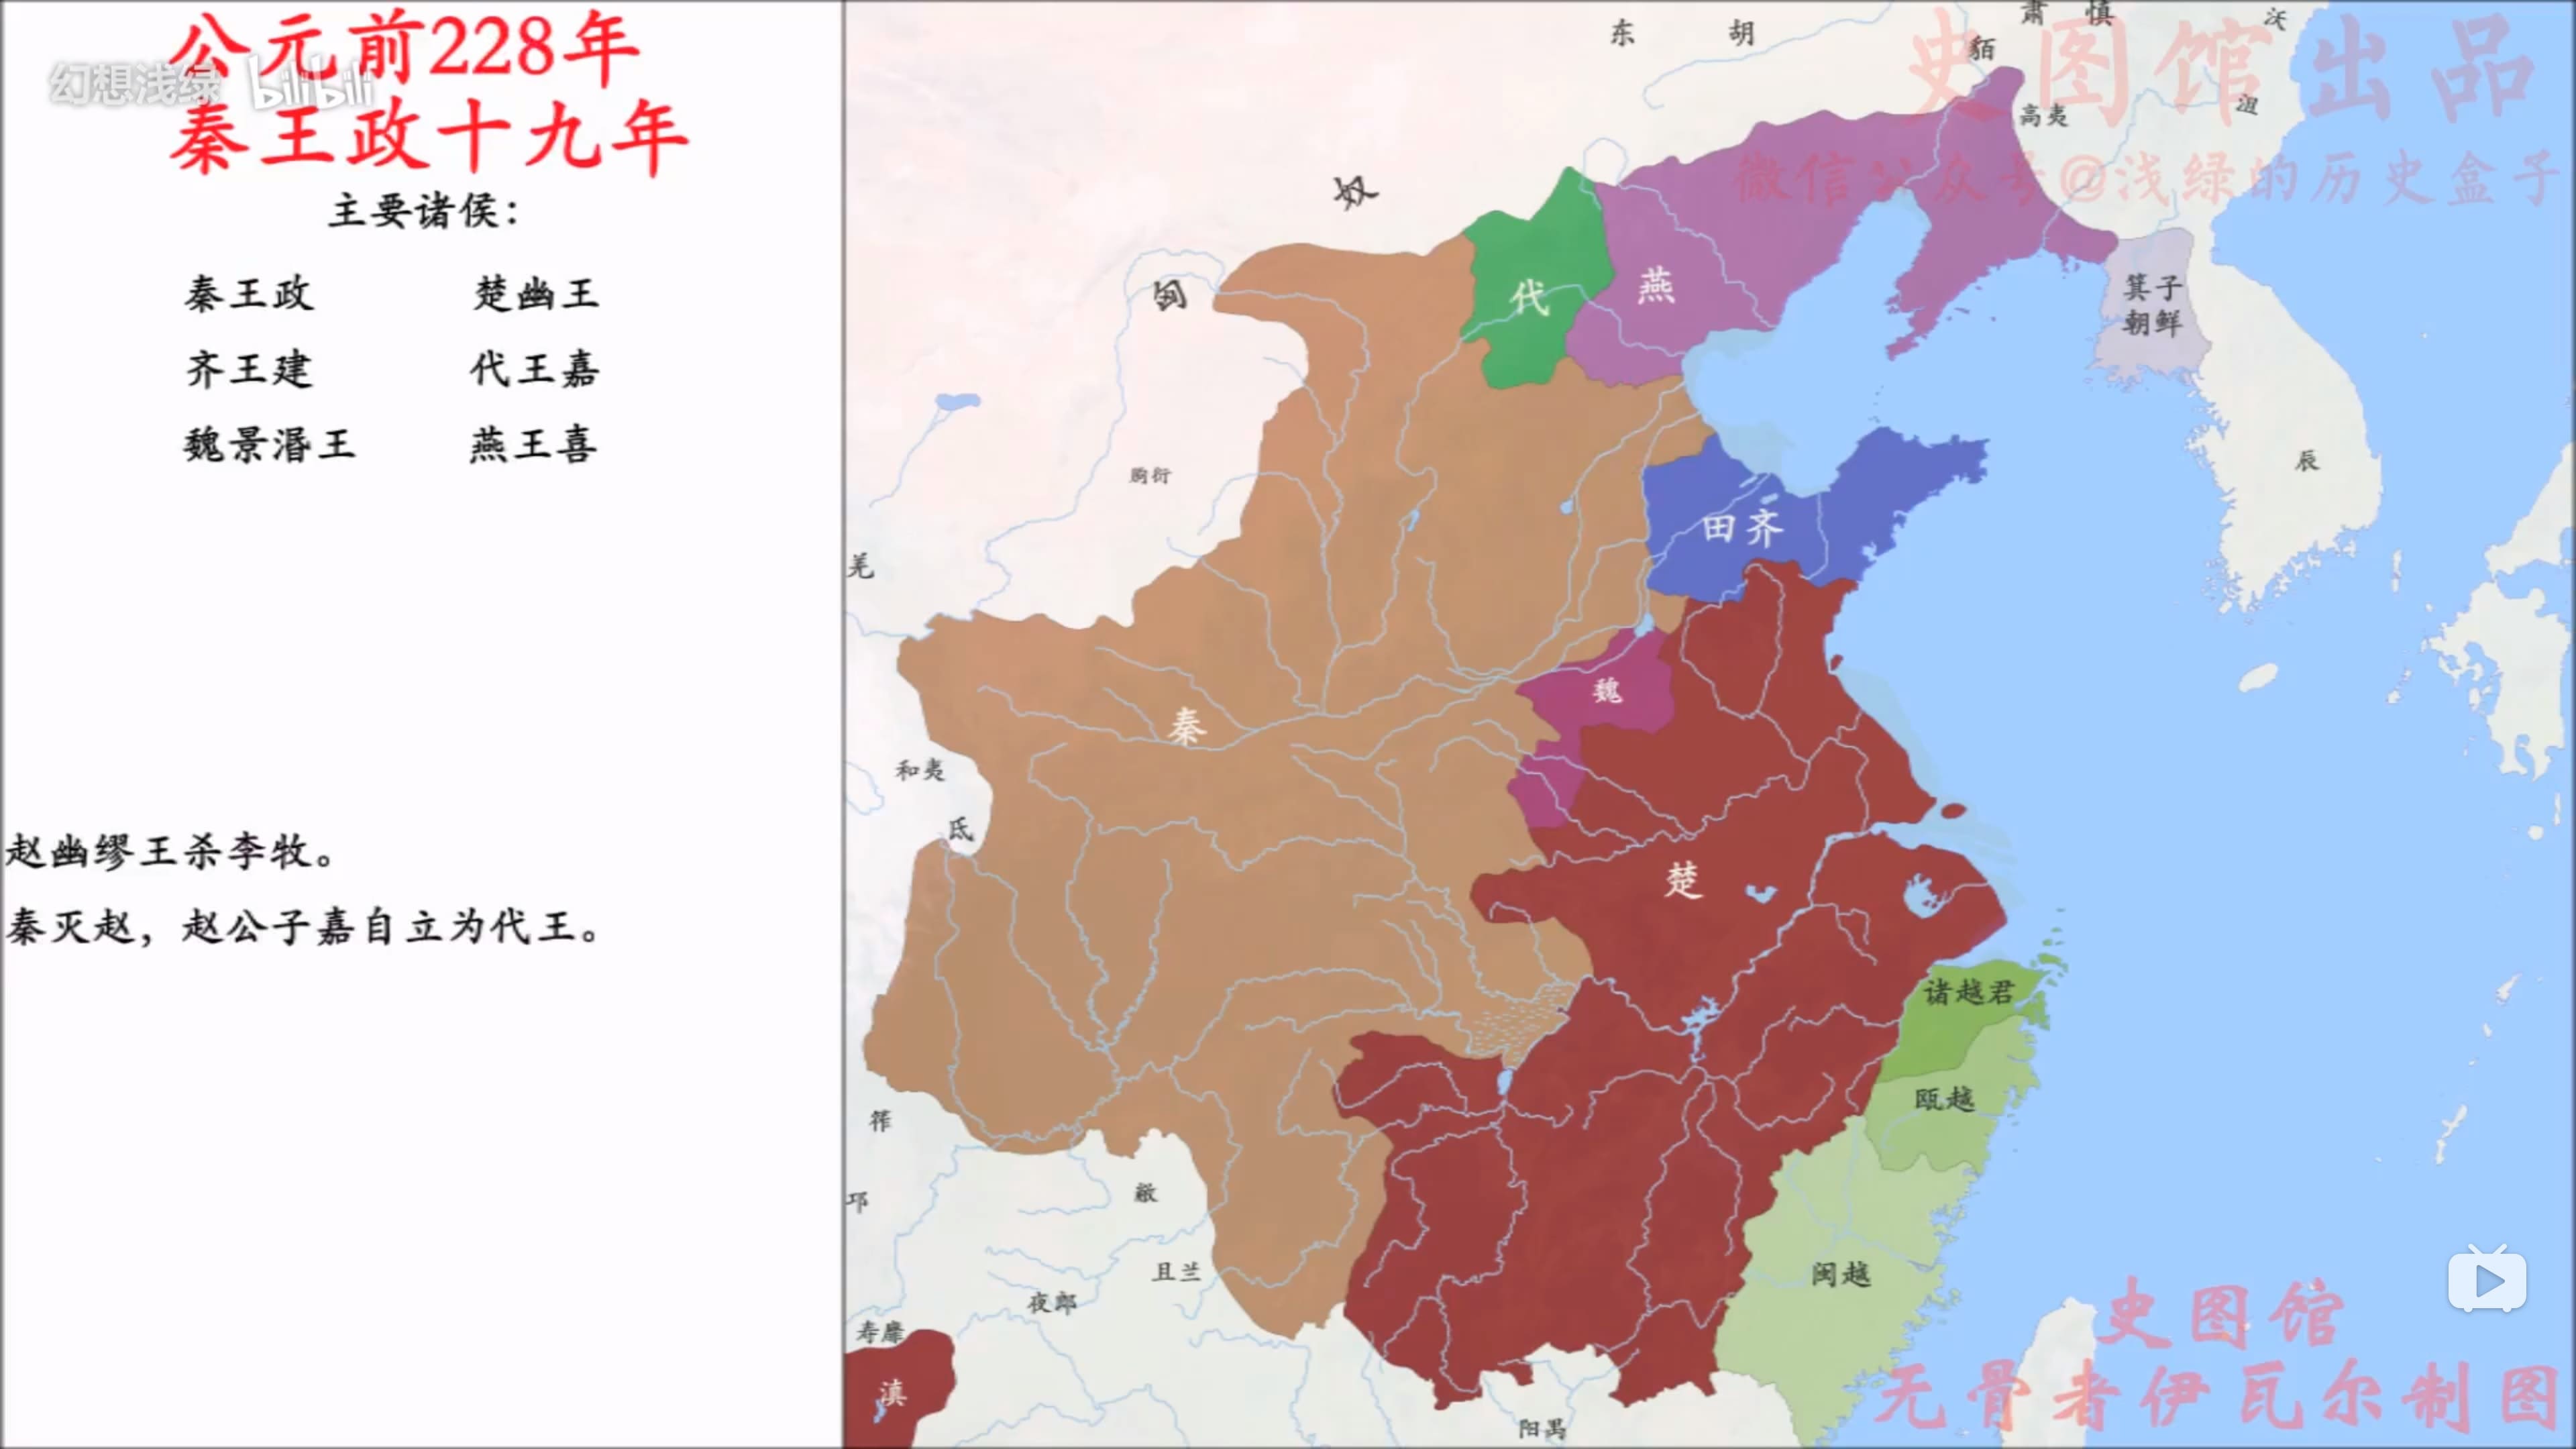 公元前228年
幻想浅绿 bilibili
秦王政十九年
主要诸侯：
秦王政 楚幽王
齐王建 代王嘉
魏景湣王 燕王喜
赵幽缪王杀李牧。
秦灭赵，赵公子嘉自立为代王。
东 胡
肃 慎
沃
貊
史图馆出品
沮
高夷
微信公众号@浅绿的历史盒子
奴
匈
代
燕
箕子
朝鲜
朐衍
辰
田齐
羌
魏
秦
和夷
氐
楚
诸越君
瓯越
筰
邛
鳖
且兰
夜郎
闽越
寿靡
滇
阳禺
史图馆
无骨者伊瓦尔制图